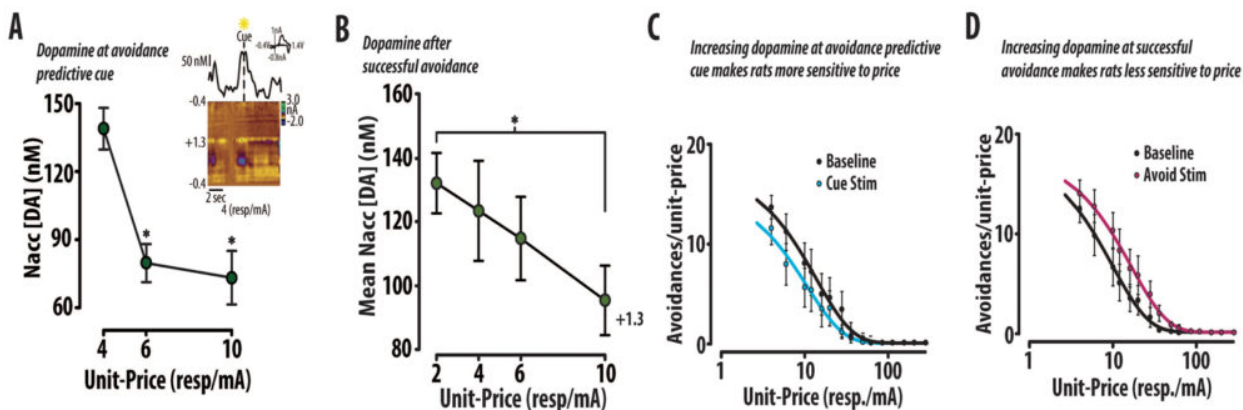 A
Dopamine at avoidance
predictive cue
Cue
50 nM
1nA
-0.4V
1.4V
-0.4
+1.3
-0.4
3.0
nA
-2.0
2 sec
4 (resp/mA)
150
120
90
60
Nacc [DA] (nM)
*
*
4
6
10
Unit-Price (resp/mA)
B
Dopamine after
successful avoidance
160
140
120
100
80
Mean Nacc [DA] (nM)
*
+1.3
2
4
6
10
Unit-Price (resp/mA)
C
Increasing dopamine at avoidance predictive
cue makes rats more sensitive to price
20
10
0
Avoidances/unit-price
Baseline
Cue Stim
10
100
Unit-Price (resp./mA)
D
Increasing dopamine at successful
avoidance makes rats less sensitive to price
20
10
0
Avoidances/unit-price
Baseline
Avoid Stim
10
100
Unit-Price (resp./mA)